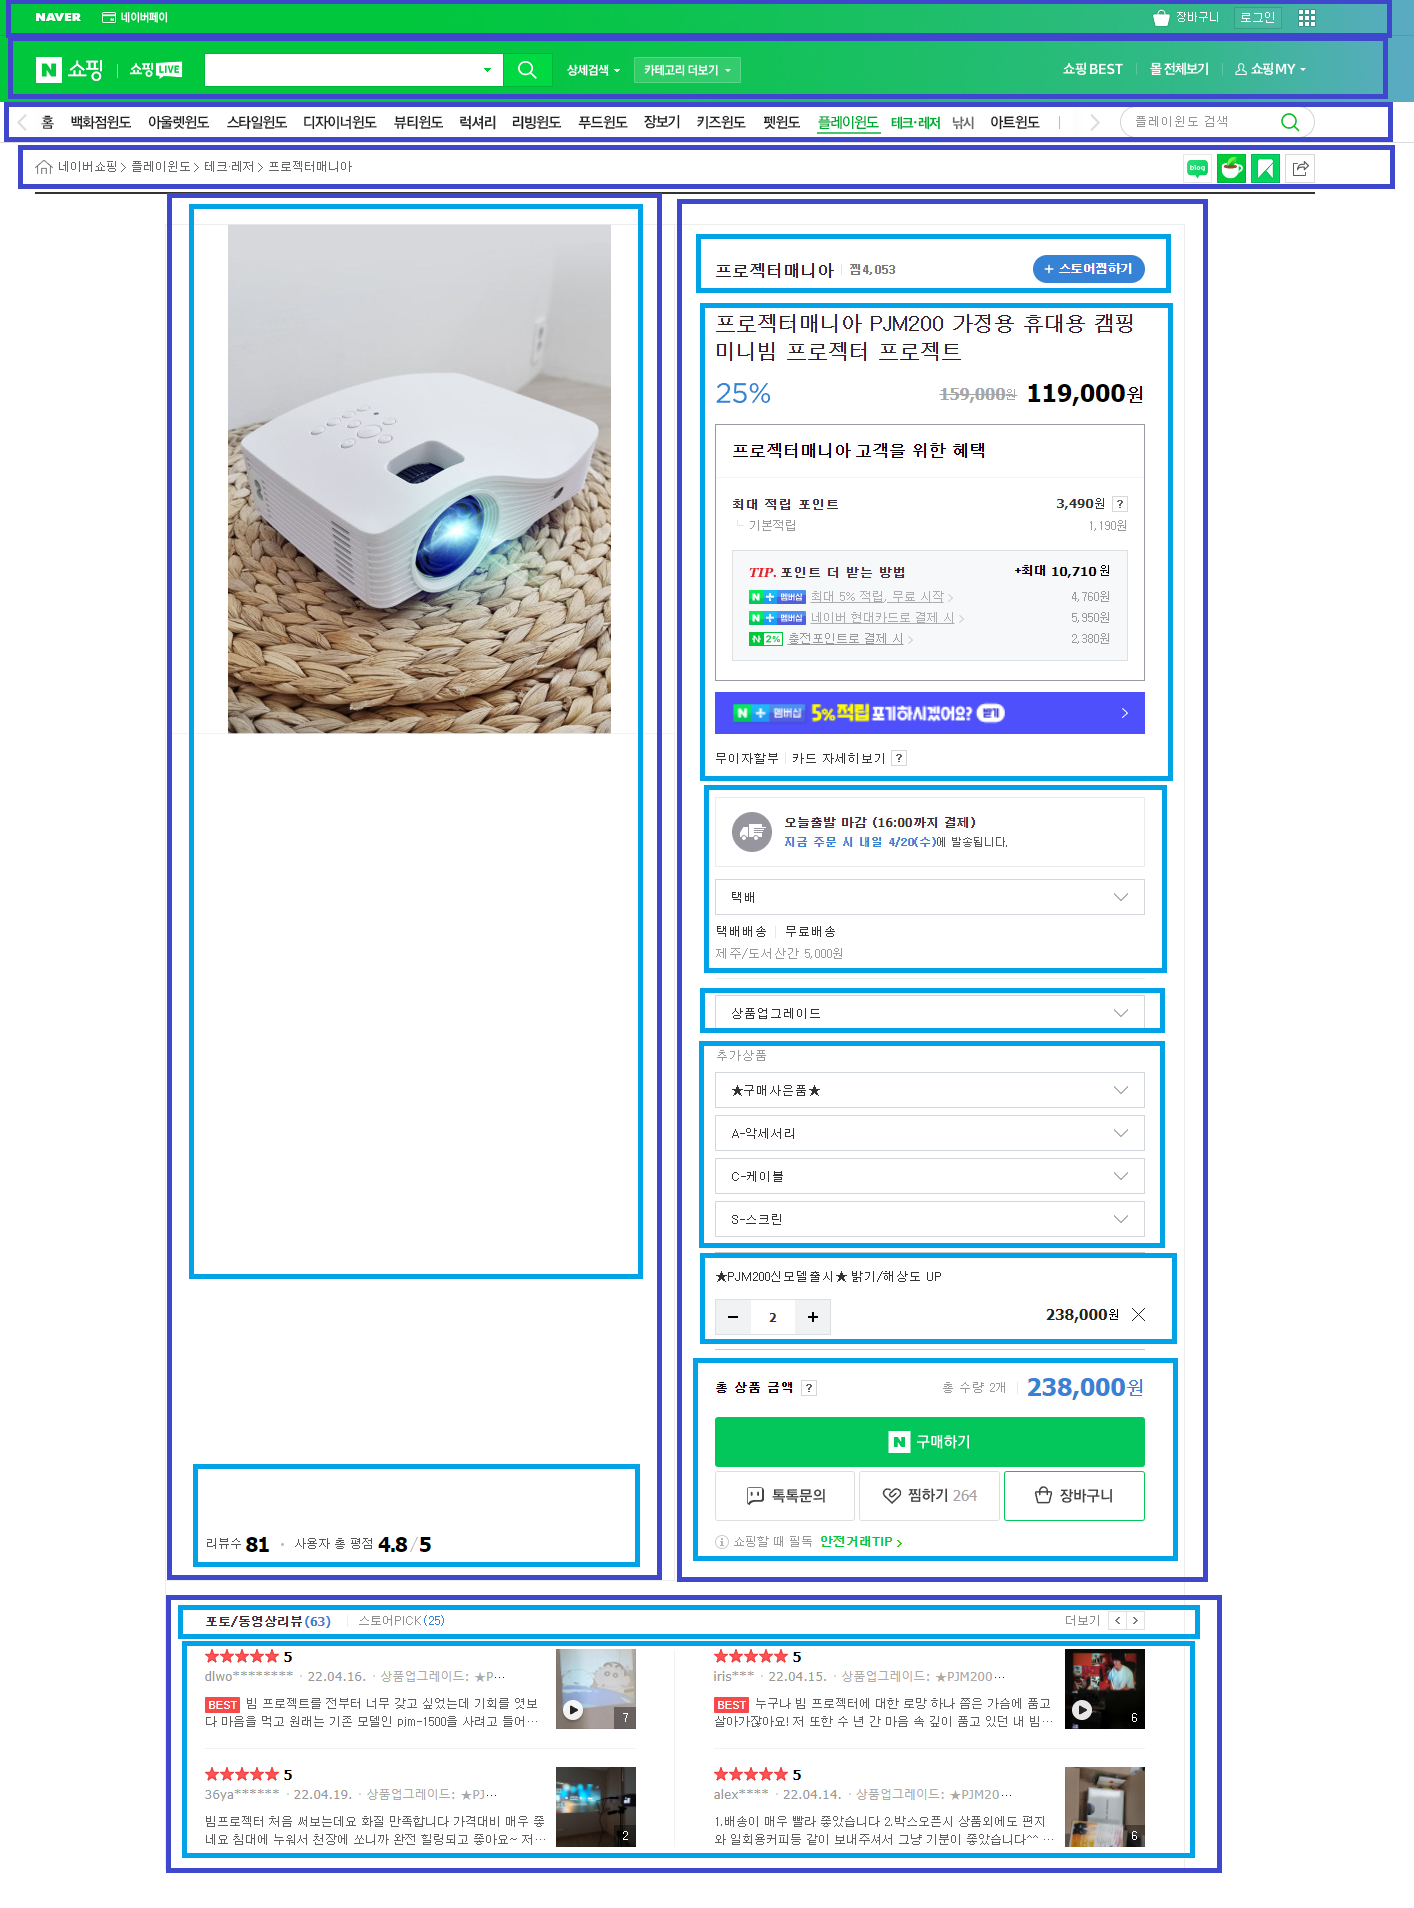 NAVER 네이버페이 장바구니 로그인
N 쇼핑 쇼핑LIVE 상세검색 카테고리 더보기 쇼핑 BEST 몰 전체보기 쇼핑MY
홈 백화점윈도 아울렛윈도 스타일윈도 디자이너윈도 뷰티윈도 럭셔리 리빙윈도 푸드윈도 장보기 키즈윈도 펫윈도 플레이윈도 테크·레저 낚시 아트윈도 플레이윈도 검색
네이버쇼핑 > 플레이윈도 > 테크·레저 > 프로젝터매니아 blog
프로젝터매니아 찜4,053 + 스토어찜하기
프로젝터매니아 PJM200 가정용 휴대용 캠핑
미니빔 프로젝터 프로젝트
25% 159,000원 119,000원
프로젝터매니아 고객을 위한 혜택
최대 적립 포인트 3,490원 ?
기본적립 1,190원
TIP. 포인트 더 받는 방법 +최대 10,710원
N + 멤버십 최대 5% 적립, 무료 시작 > 4,760원
N + 멤버십 네이버 현대카드로 결제 시 > 5,950원
N 2% 충전포인트로 결제 시 > 2,380원
N + 멤버십 5% 적립 포기하시겠어요? 받기 >
무이자할부 카드 자세히보기 ?
오늘출발 마감 (16:00까지 결제)
지금 주문 시 내일 4/20(수)에 발송됩니다.
택배
택배배송 무료배송
제주/도서산간 5,000원
상품업그레이드
추가상품
★구매사은품★
A-악세서리
C-케이블
S-스크린
★PJM200신모델출시★ 밝기/해상도 UP
− 2 + 238,000원 ×
총 상품 금액 ? 총 수량 2개 238,000원
N 구매하기
톡톡문의 찜하기 264 장바구니
쇼핑할 때 필독 안전거래TIP >
리뷰수 81 · 사용자 총 평점 4.8/5
포토/동영상리뷰(63) 스토어PICK(25) 더보기 < >
★★★★★ 5
dlwo******** · 22.04.16. · 상품업그레이드: ★P···
BEST 빔 프로젝트를 전부터 너무 갖고 싶었는데 기회를 엿보
다 마음을 먹고 원래는 기존 모델인 pjm-1500을 사려고 들어···
7
★★★★★ 5
iris*** · 22.04.15. · 상품업그레이드: ★PJM200···
BEST 누구나 빔 프로젝터에 대한 로망 하나 쯤은 가슴에 품고
살아가잖아요! 저 또한 수 년 간 마음 속 깊이 품고 있던 내 빔···
6
★★★★★ 5
36ya****** · 22.04.19. · 상품업그레이드: ★PJ···
빔프로젝터 처음 써보는데요 화질 만족합니다 가격대비 매우 좋
네요 침대에 누워서 천장에 쏘니까 완전 힐링되고 좋아요~ 저···
2
★★★★★ 5
alex**** · 22.04.14. · 상품업그레이드: ★PJM20···
1.배송이 매우 빨라 좋았습니다 2.박스오픈시 상품외에도 편지
와 일회용커피등 같이 보내주셔서 그냥 기분이 좋았습니다^^ ···
6